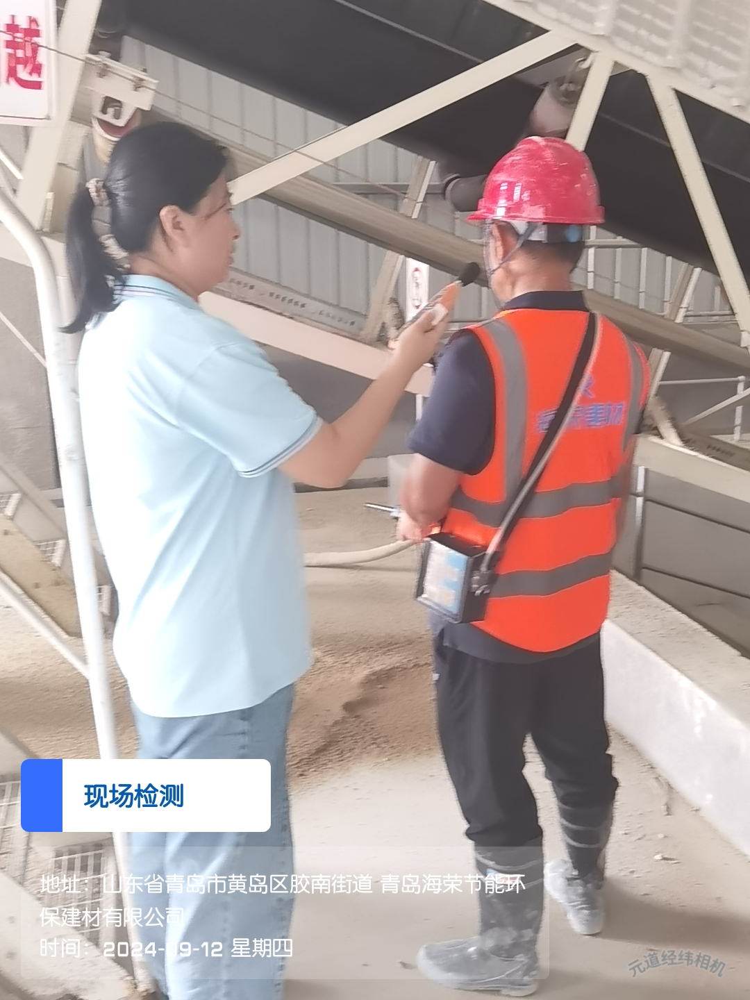 越
现场检测
地址：山东省青岛市黄岛区胶南街道 青岛海荣节能环
保建材有限公司
时间：2024-09-12 星期四
元道经纬相机